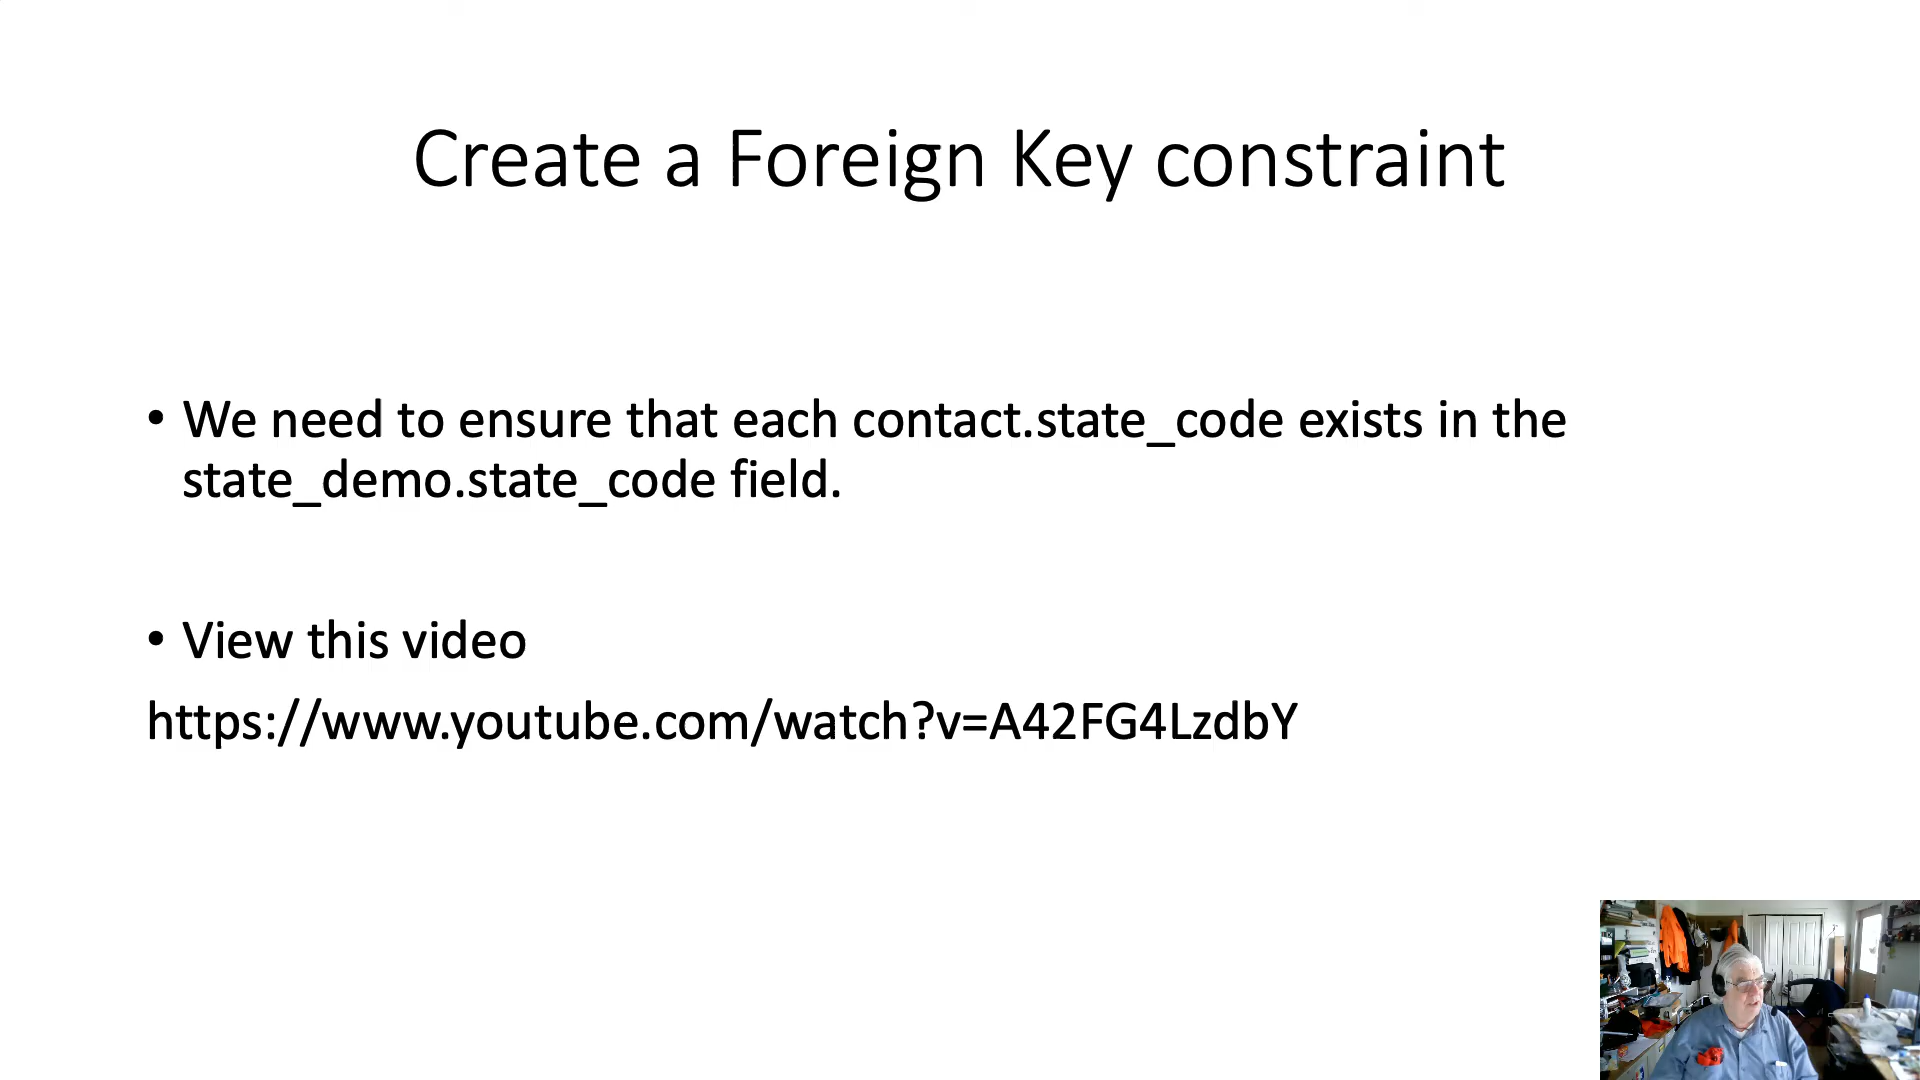 Create a Foreign Key constraint
• We need to ensure that each contact.state_code exists in the
state_demo.state_code field.
• View this video
https://www.youtube.com/watch?v=A42FG4LzdbY